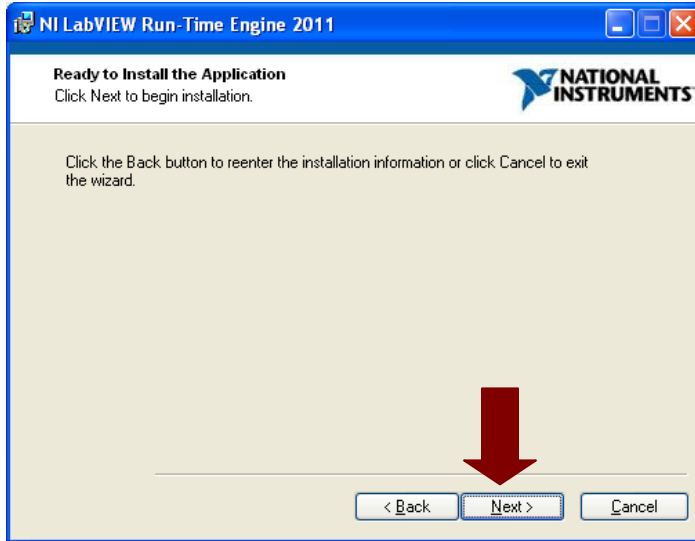 NI LabVIEW Run-Time Engine 2011
Ready to Install the Application
Click Next to begin installation.
NATIONAL
INSTRUMENTS
Click the Back button to reenter the installation information or click Cancel to exit
the wizard.
< Back Next > Cancel